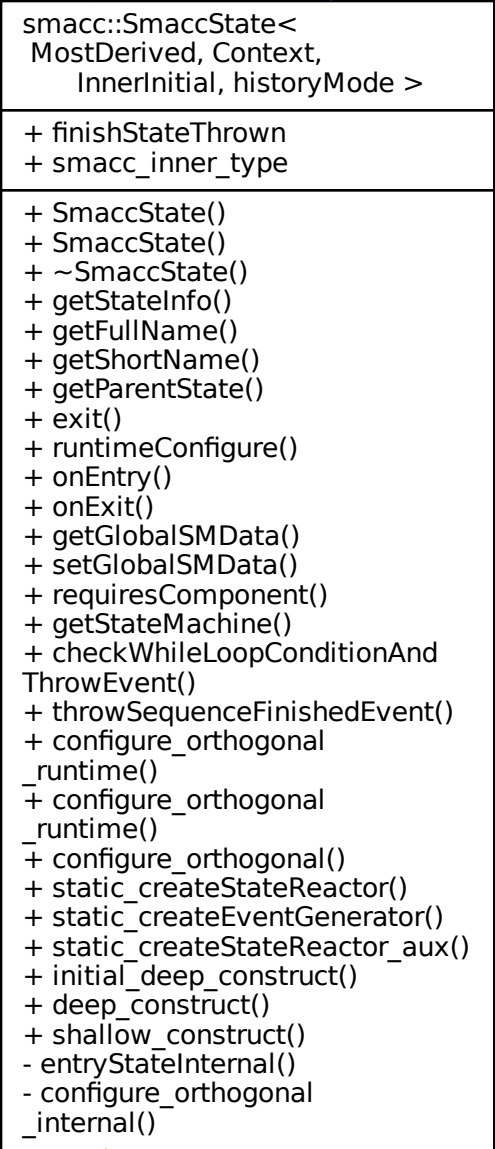 smacc::SmaccState<
MostDerived, Context,
InnerInitial, historyMode >
+ finishStateThrown
+ smacc_inner_type
+ SmaccState()
+ SmaccState()
+ ~SmaccState()
+ getStateInfo()
+ getFullName()
+ getShortName()
+ getParentState()
+ exit()
+ runtimeConfigure()
+ onEntry()
+ onExit()
+ getGlobalSMData()
+ setGlobalSMData()
+ requiresComponent()
+ getStateMachine()
+ checkWhileLoopConditionAnd
ThrowEvent()
+ throwSequenceFinishedEvent()
+ configure_orthogonal
_runtime()
+ configure_orthogonal
_runtime()
+ configure_orthogonal()
+ static_createStateReactor()
+ static_createEventGenerator()
+ static_createStateReactor_aux()
+ initial_deep_construct()
+ deep_construct()
+ shallow_construct()
- entryStateInternal()
- configure_orthogonal
_internal()